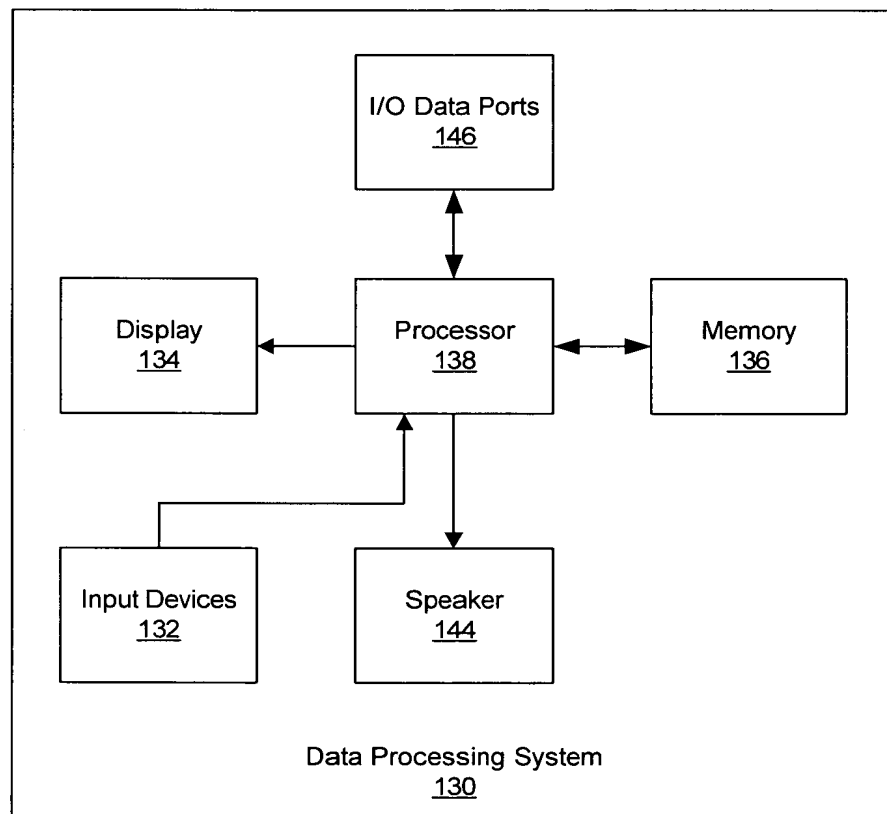 I/O Data Ports
146
Display
134
Processor
138
Memory
136
Input Devices
132
Speaker
144
Data Processing System
130